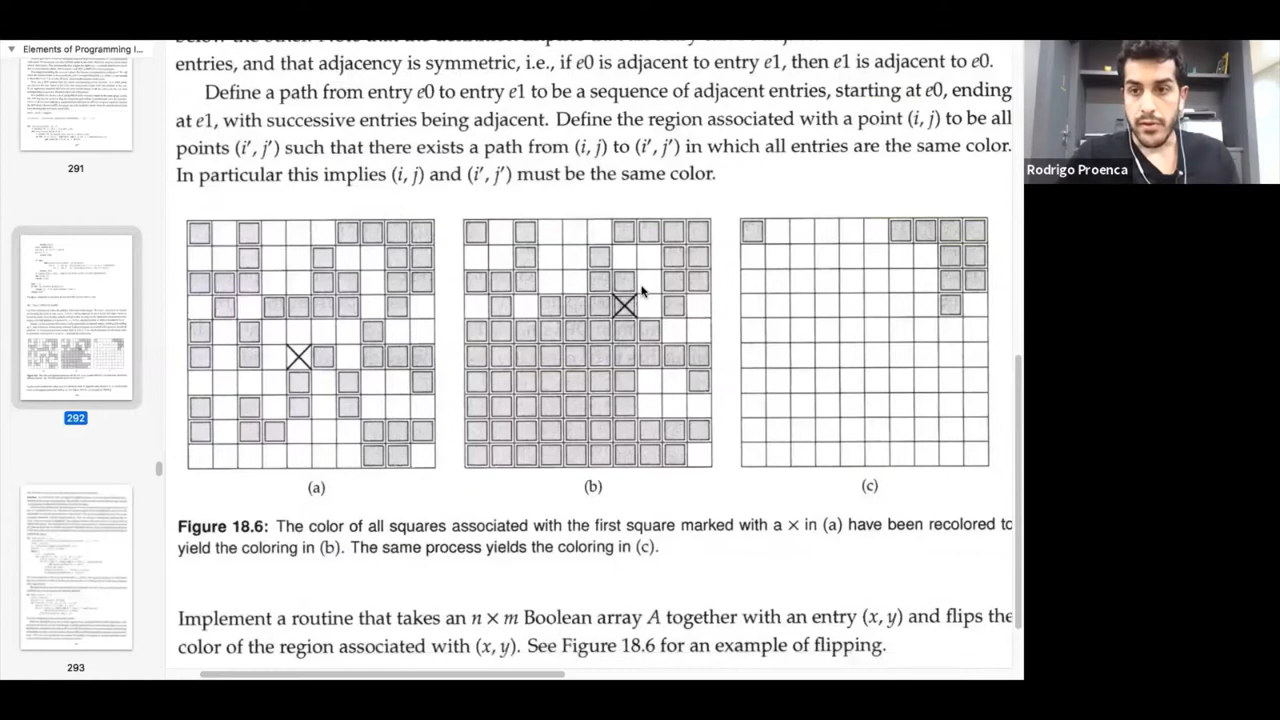 Elements of Programming I...
entries, and that adjacency is symmetric, i.e., if e0 is adjacent to entry e1, then e1 is adjacent to e0.
Define a path from entry e0 to entry e1 to be a sequence of adjacent entries, starting at e0, ending
at e1, with successive entries being adjacent. Define the region associated with a point (i, j) to be all
points (i′, j′) such that there exists a path from (i, j) to (i′, j′) in which all entries are the same color.
In particular this implies (i, j) and (i′, j′) must be the same color.
(a)
(b)
(c)
Figure 18.6: The color of all squares associated with the first square marked with a × in (a) have been recolored to
yield the coloring in (b). The same process yields the coloring in (c).
Implement a routine that takes an n × m Boolean array A together with an entry (x, y) and flips the
color of the region associated with (x, y). See Figure 18.6 for an example of flipping.
291
292
293
Rodrigo Proenca